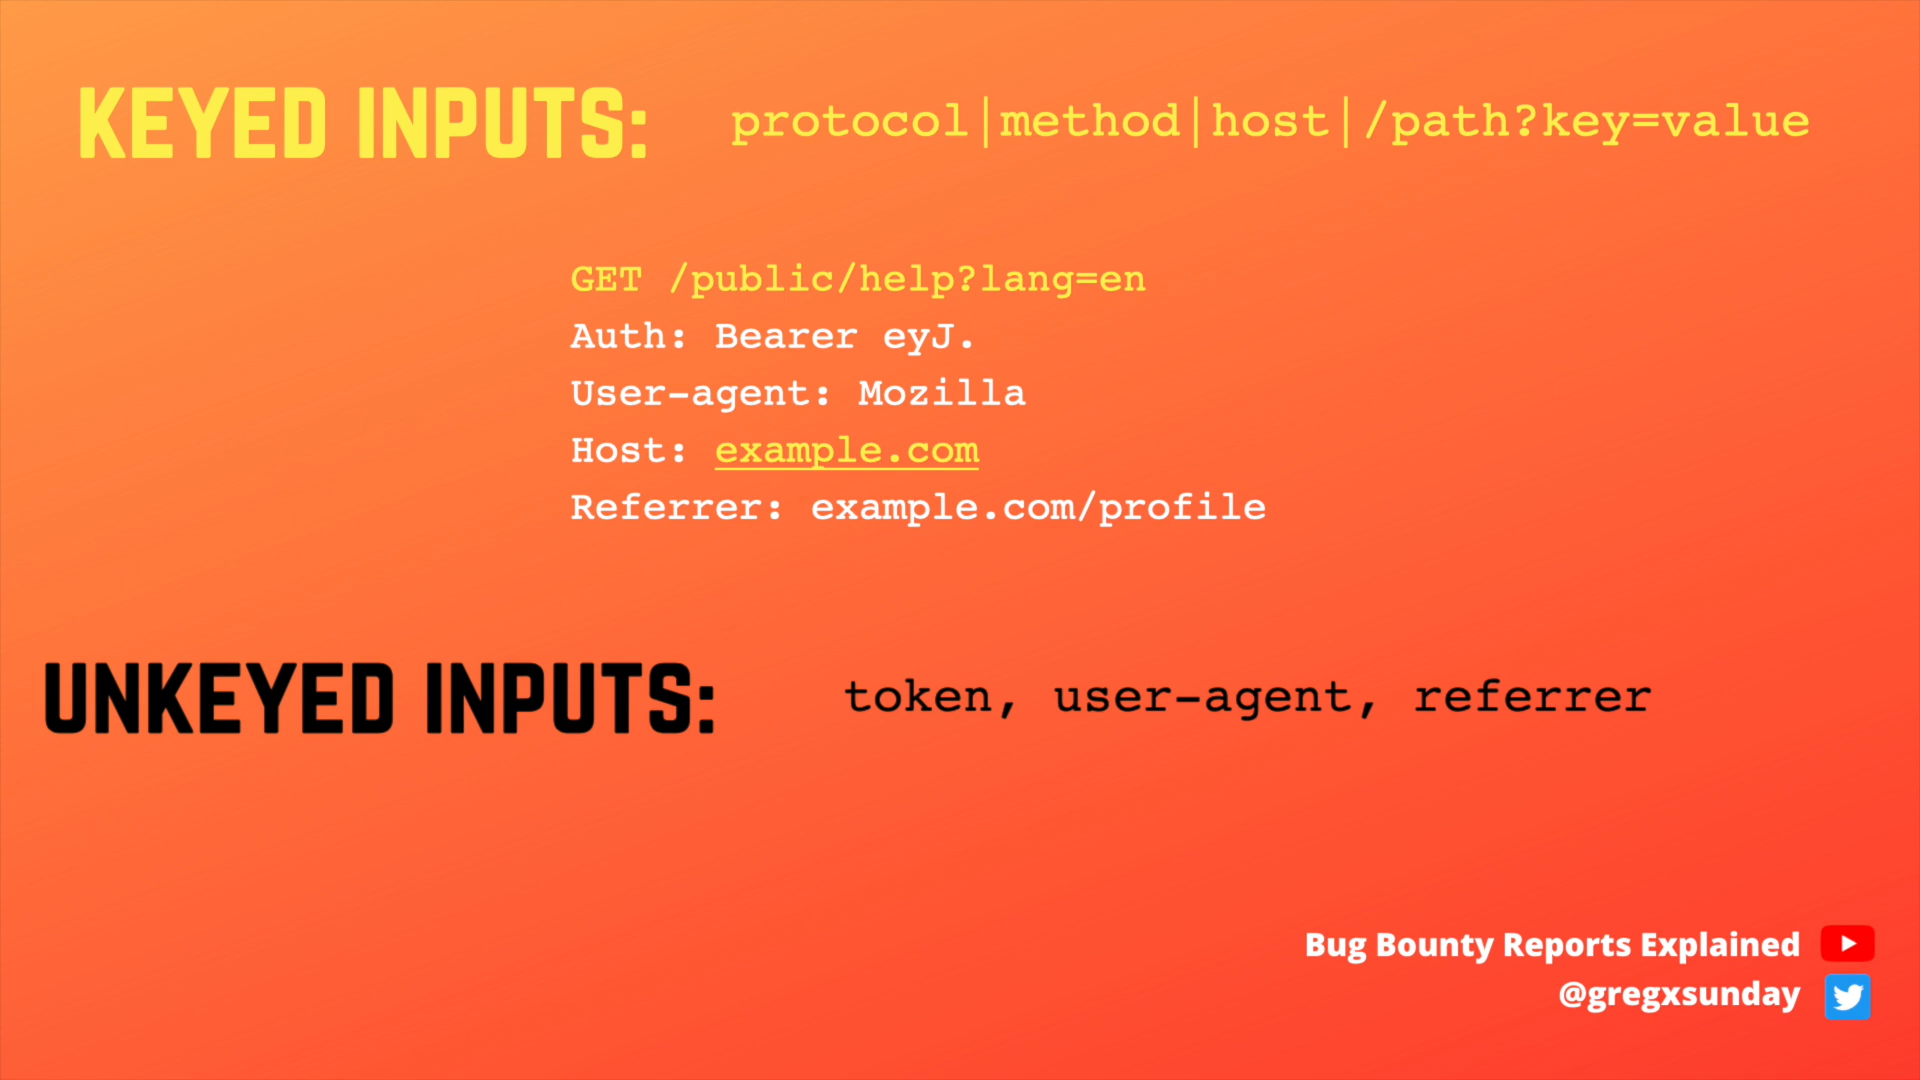 KEYED INPUTS: protocol|method|host|/path?key=value
GET /public/help?lang=en
Auth: Bearer eyJ.
User-agent: Mozilla
Host: example.com
Referrer: example.com/profile
UNKEYED INPUTS: token, user-agent, referrer
Bug Bounty Reports Explained
@gregxsunday